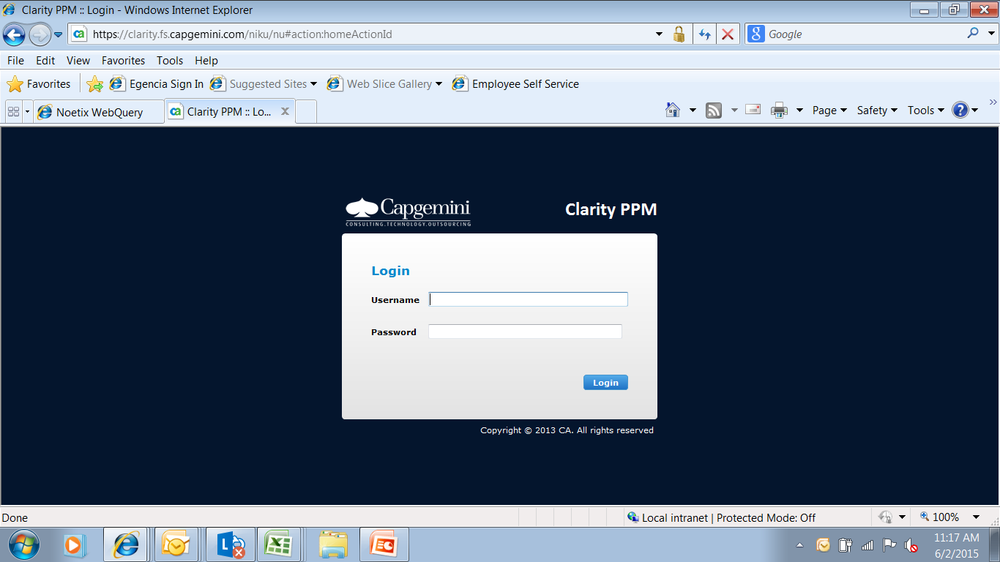 Clarity PPM :: Login - Windows Internet Explorer
https://clarity.fs.capgemini.com/niku/nu#action:homeActionId
Google
File Edit View Favorites Tools Help
Favorites Egencia Sign In Suggested Sites Web Slice Gallery Employee Self Service
Noetix WebQuery Clarity PPM :: Lo... Page Safety Tools
Capgemini Clarity PPM
CONSULTING.TECHNOLOGY.OUTSOURCING
Login
Username
Password
Login
Copyright © 2013 CA. All rights reserved
Done Local intranet | Protected Mode: Off 100%
11:17 AM
6/2/2015